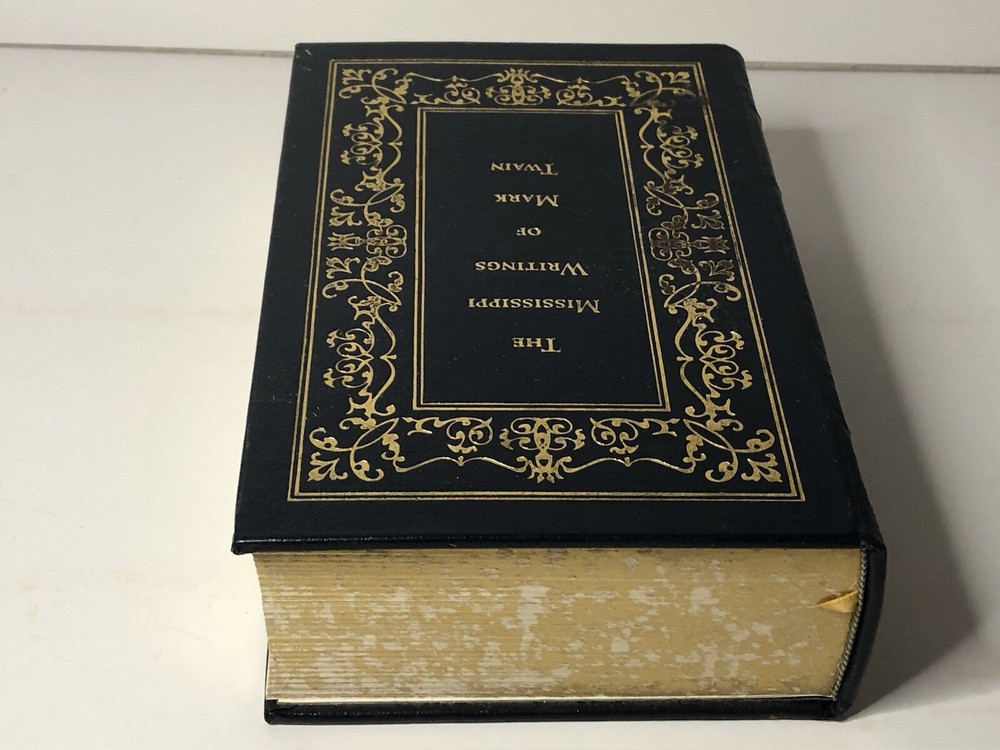 The
Mississippi
Writings
of
Mark
Twain